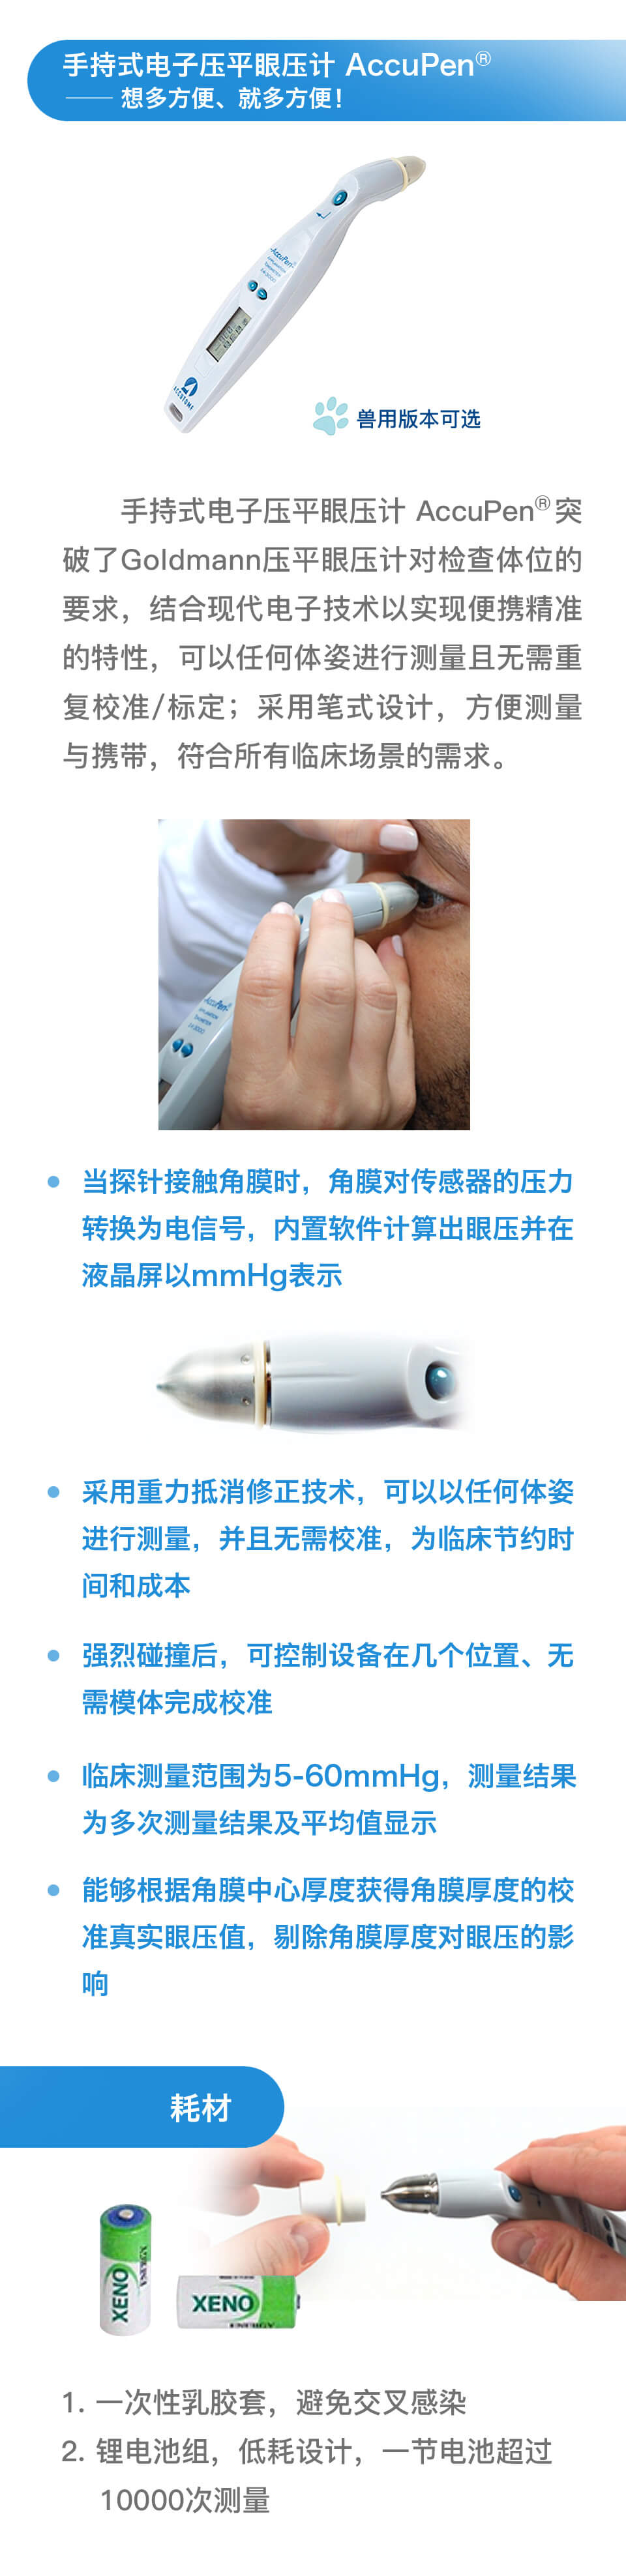 手持式电子压平眼压计 AccuPen®
—— 想多方便、就多方便！
AccuPen®
ACCUTOME
兽用版本可选
手持式电子压平眼压计 AccuPen®突
破了Goldmann压平眼压计对检查体位的
要求，结合现代电子技术以实现便携精准
的特性，可以任何体姿进行测量且无需重
复校准/标定；采用笔式设计，方便测量
与携带，符合所有临床场景的需求。
AccuPen®
当探针接触角膜时，角膜对传感器的压力
转换为电信号，内置软件计算出眼压并在
液晶屏以mmHg表示
采用重力抵消修正技术，可以以任何体姿
进行测量，并且无需校准，为临床节约时
间和成本
强烈碰撞后，可控制设备在几个位置、无
需模体完成校准
临床测量范围为5-60mmHg，测量结果
为多次测量结果及平均值显示
能够根据角膜中心厚度获得角膜厚度的校
准真实眼压值，剔除角膜厚度对眼压的影
响
耗材
XENO
XENO
1. 一次性乳胶套，避免交叉感染
2. 锂电池组，低耗设计，一节电池超过
10000次测量